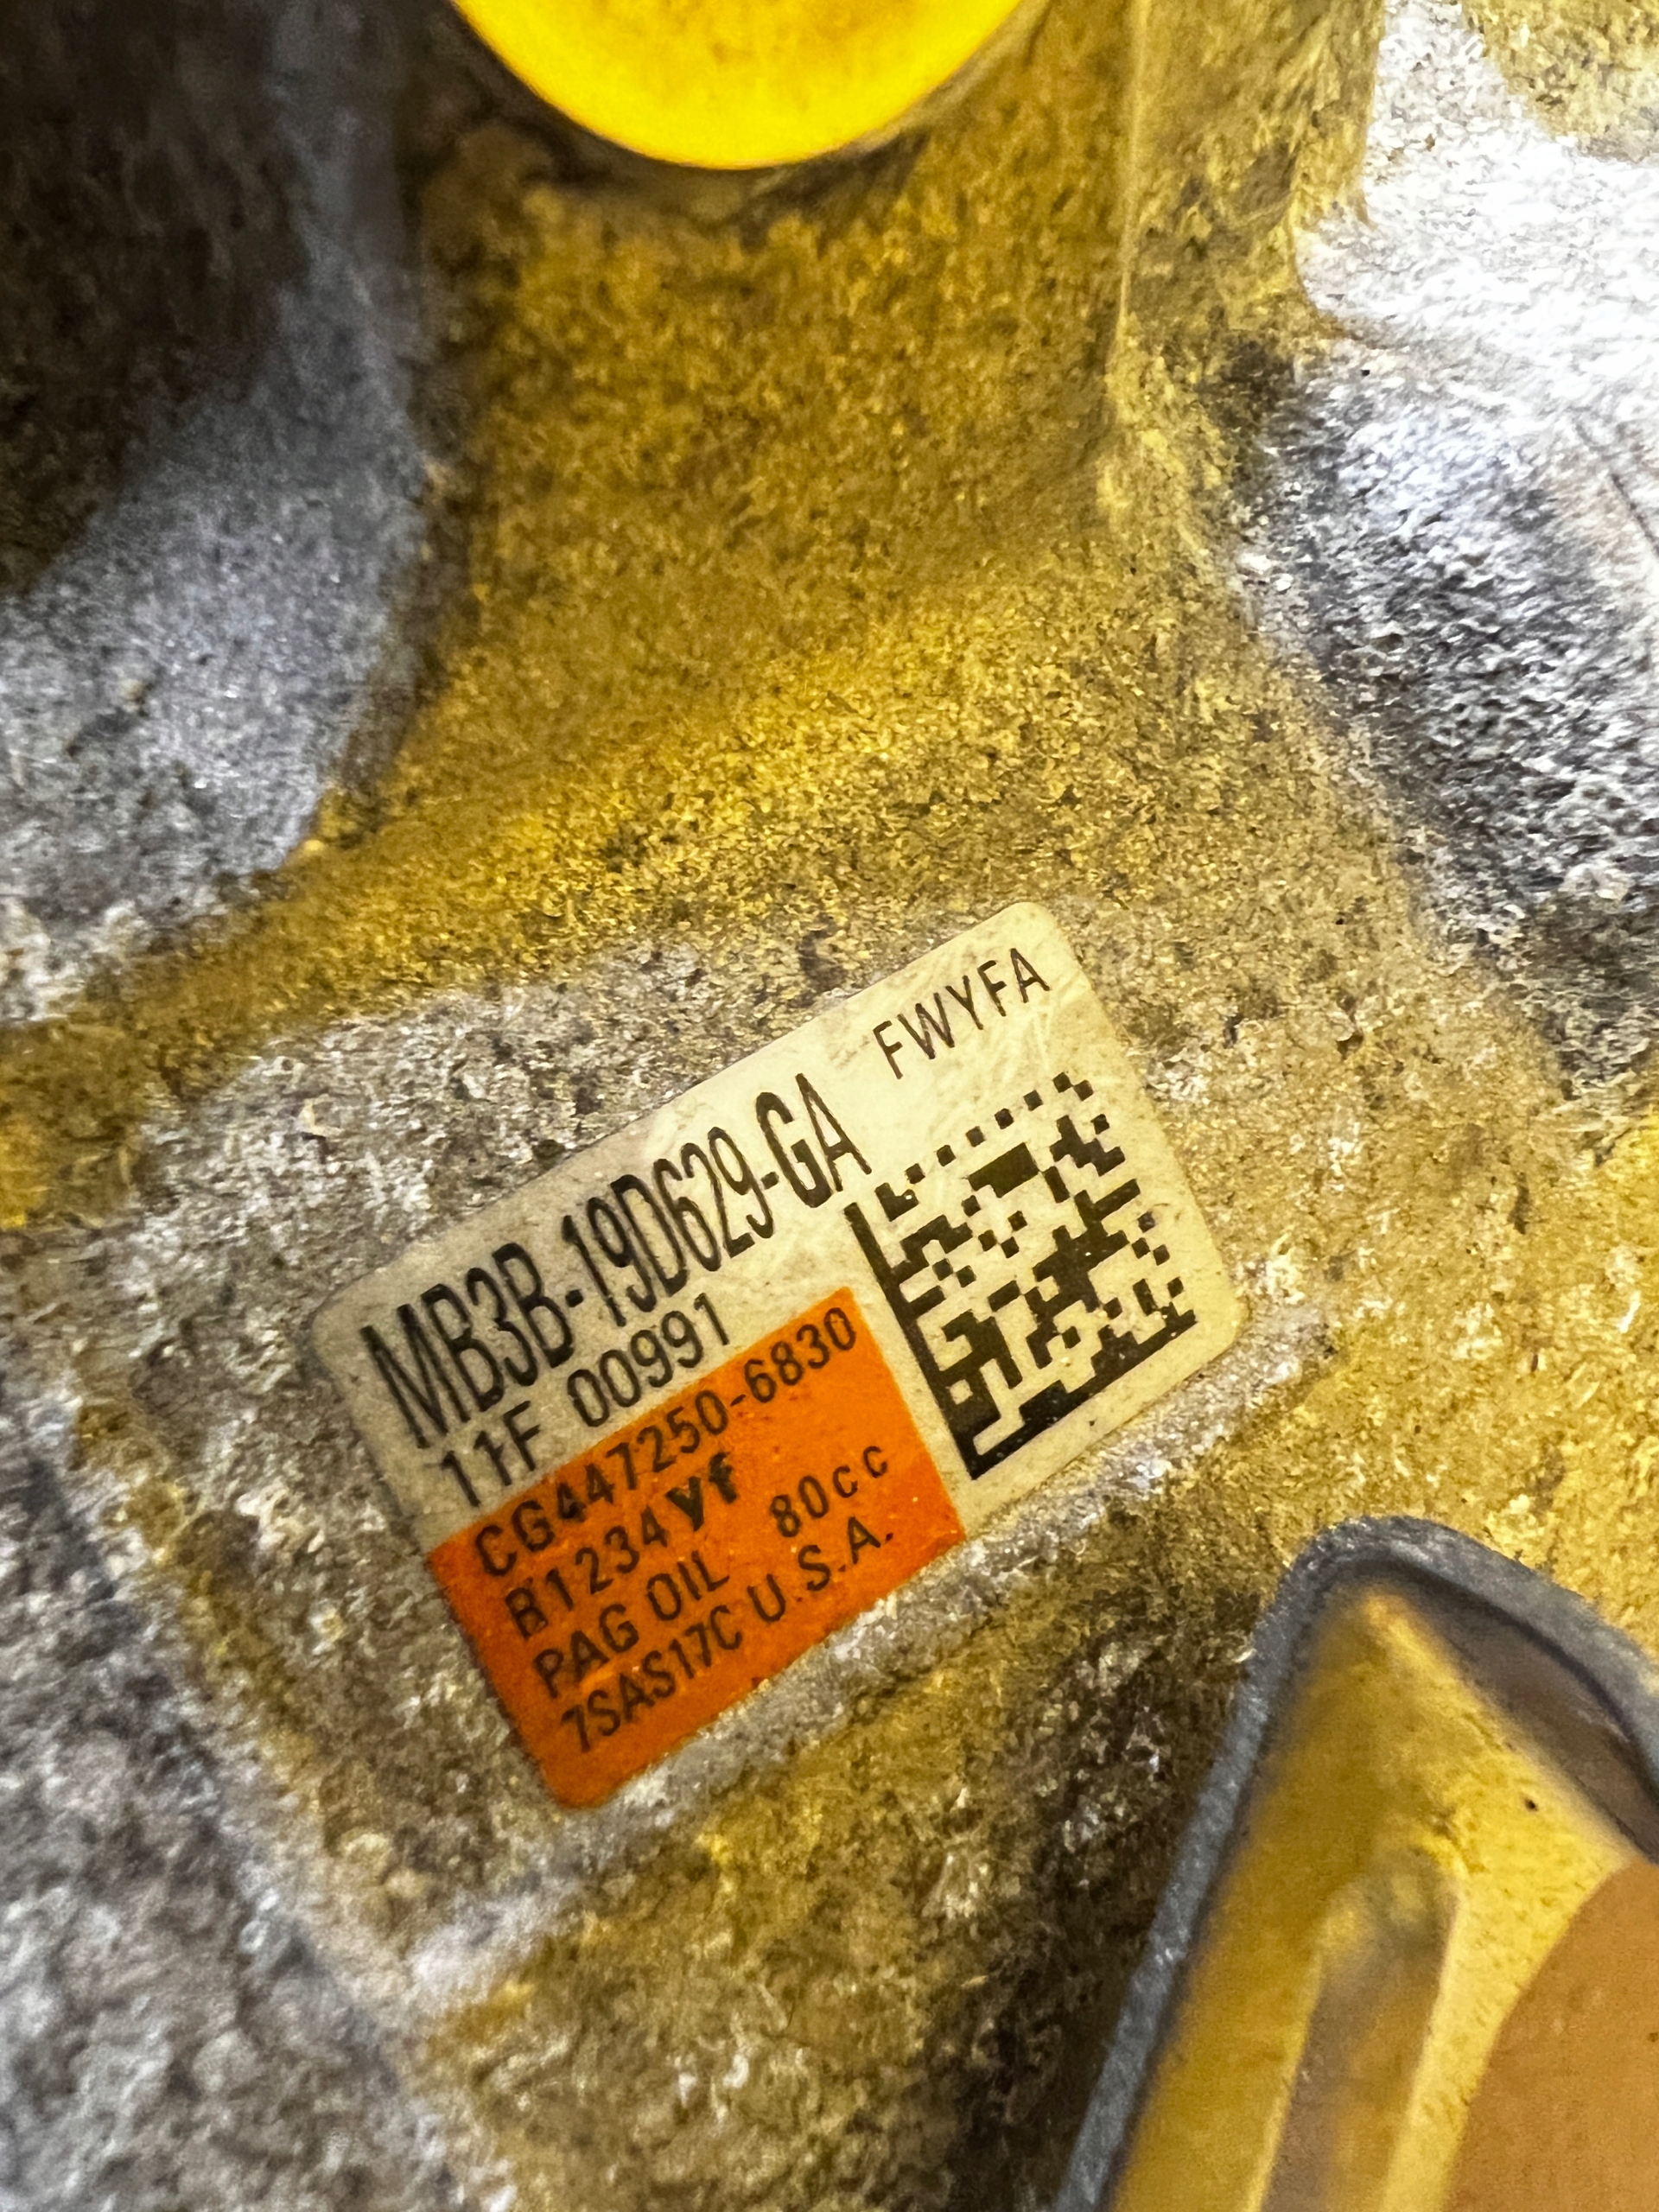 FWYFA
MB3B-19D629-GA
11F 00991
CG447250-6830
R1234yf
PAG OIL 80cc
7SAS17C U.S.A.